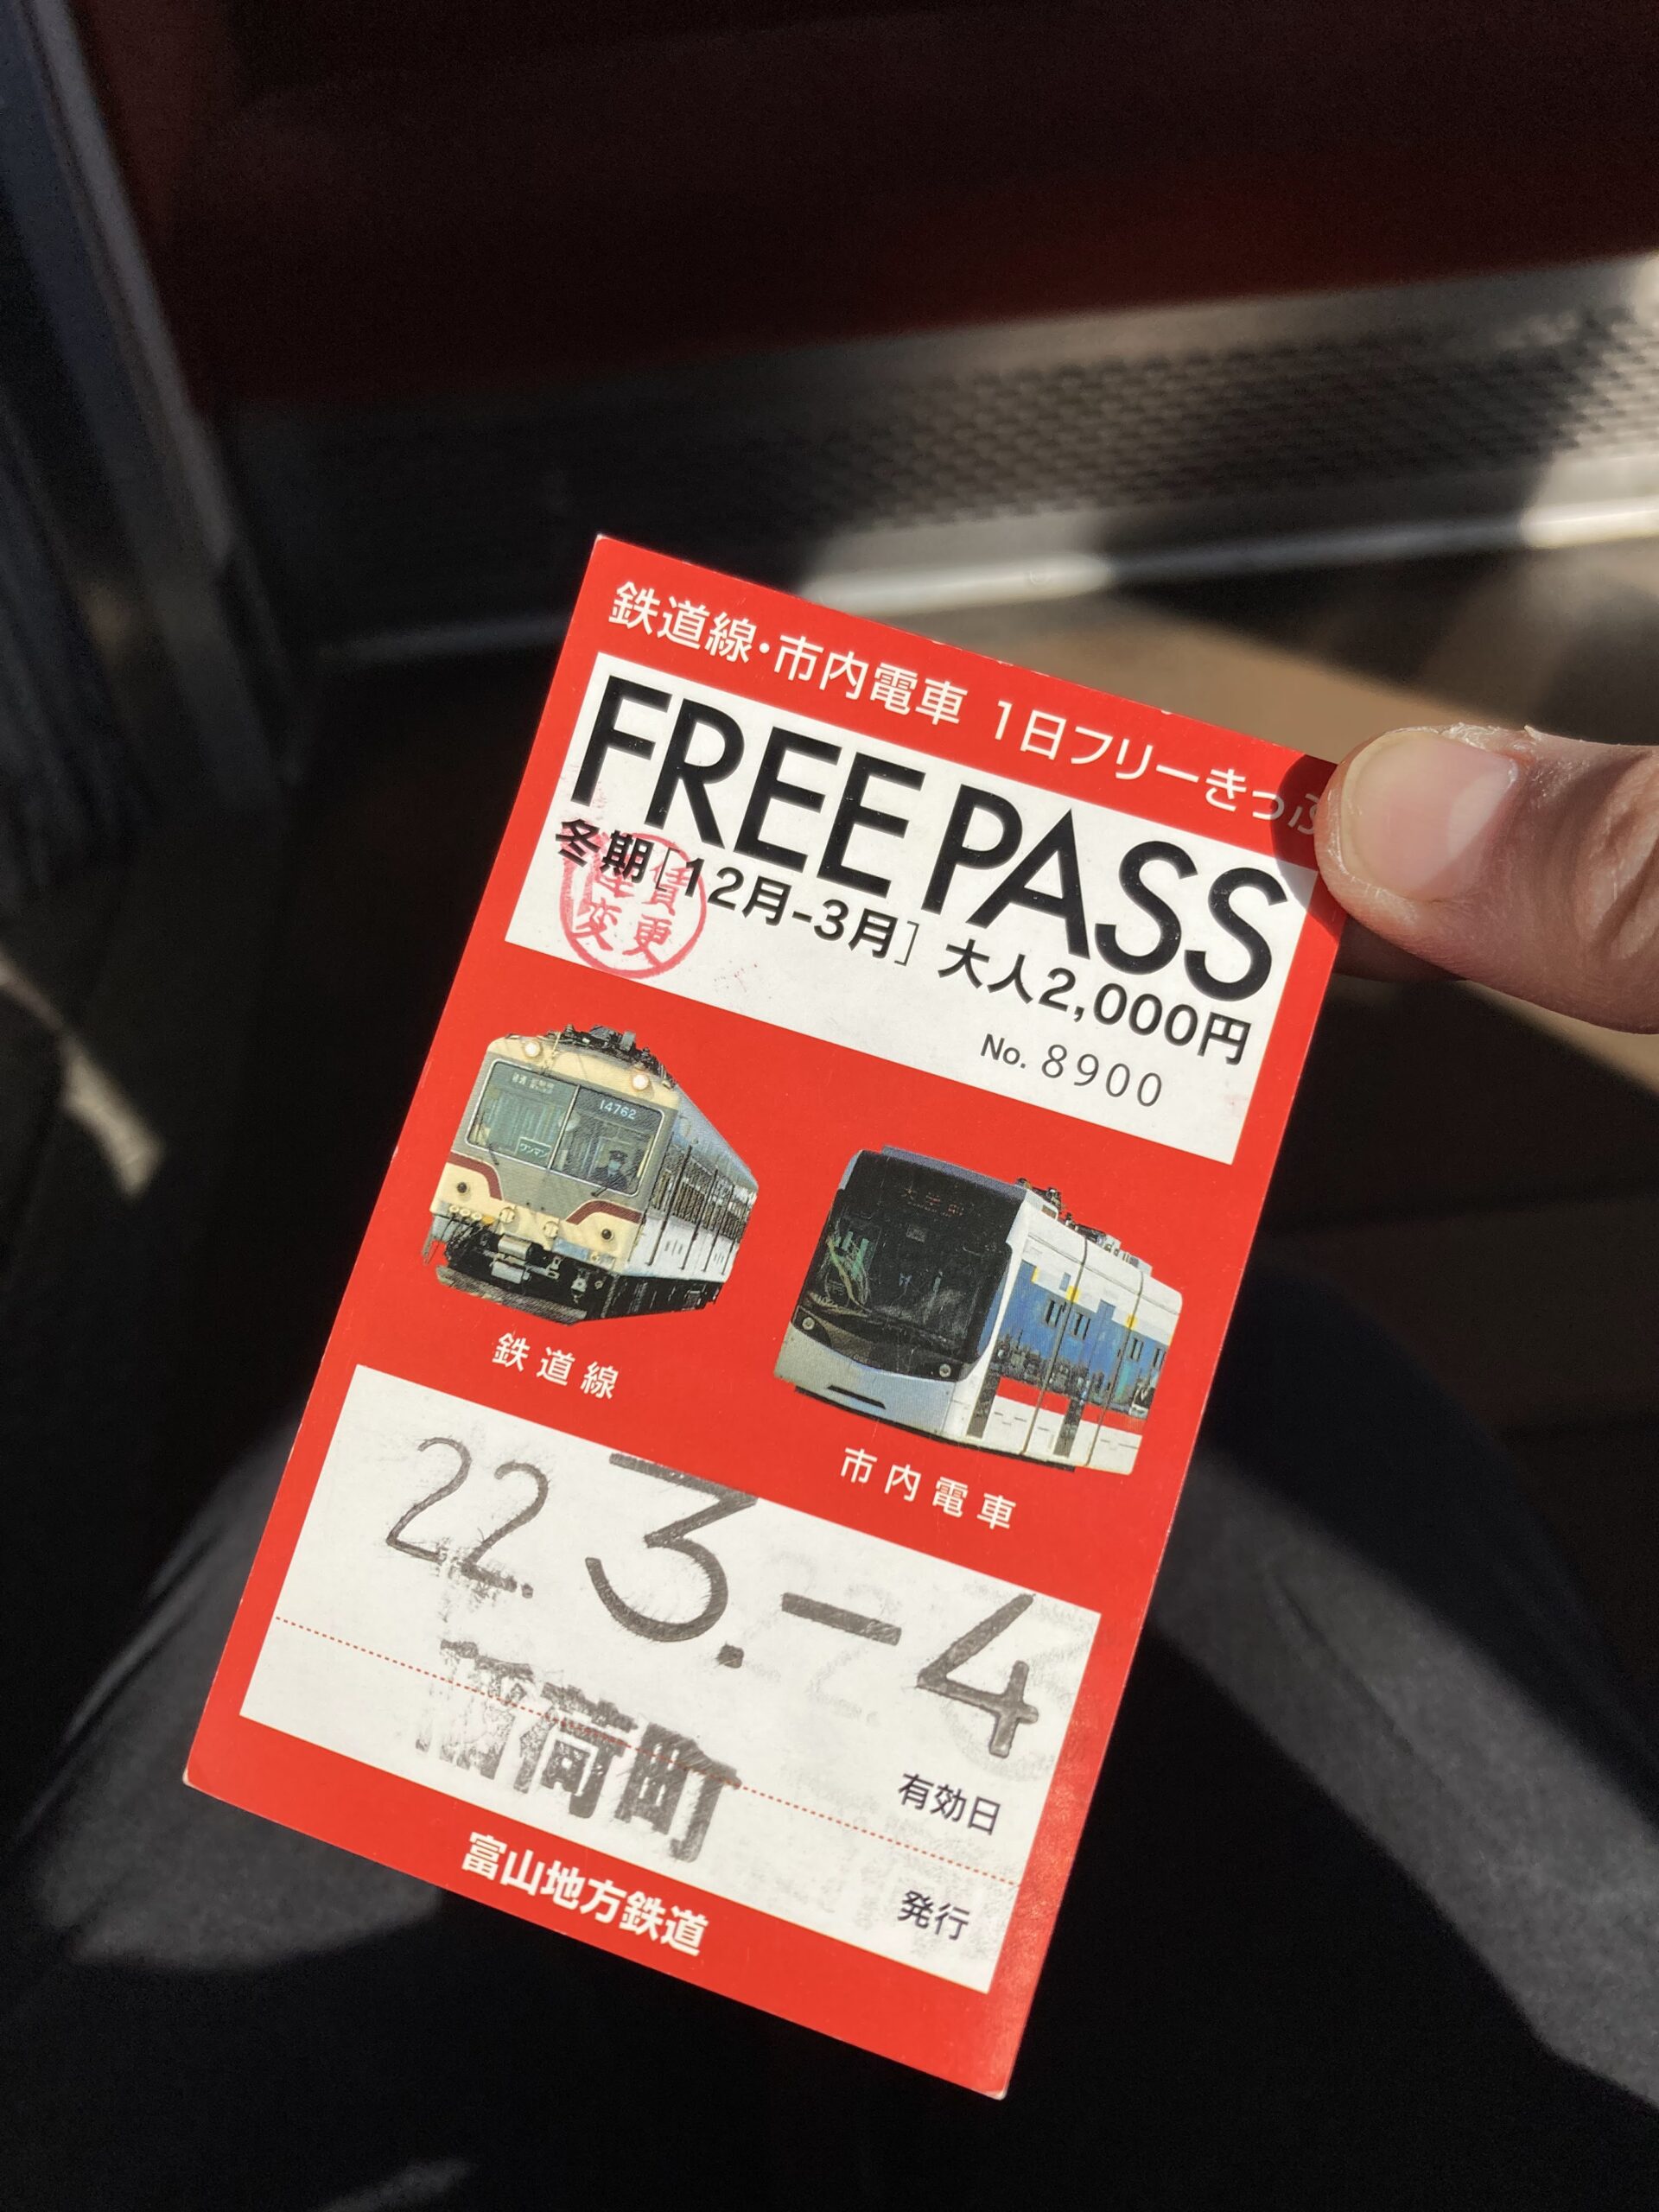 鉄道線・市内電車 1日フリーきっぷ
FREE PASS
冬期[12月-3月] 大人2,000円
運賃
変更
No. 8900
14762
ワンマン
鉄道線
市内電車
22.3.-4
有効日
稲荷町
発行
富山地方鉄道